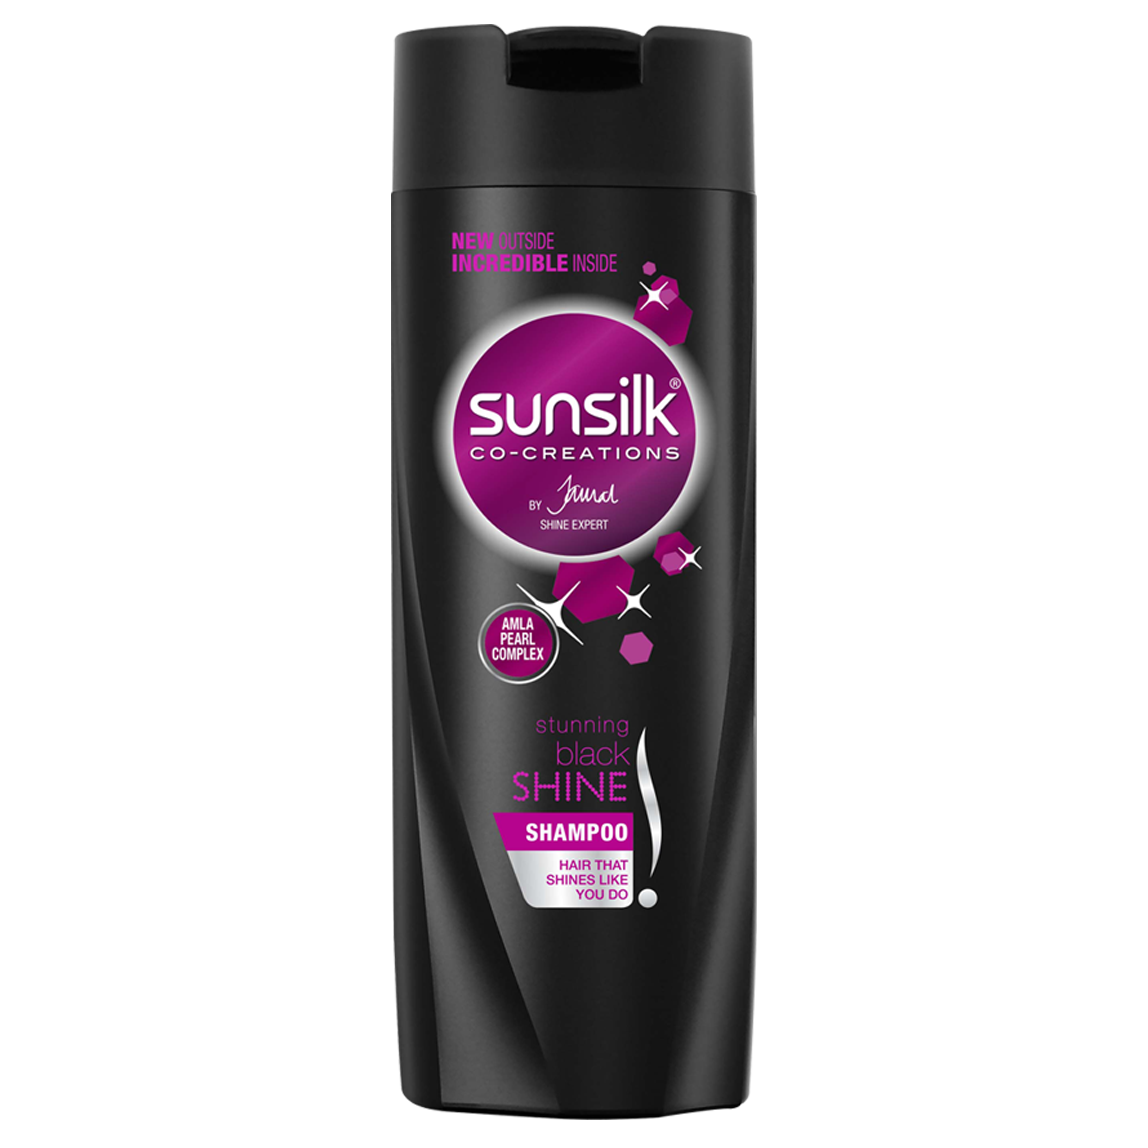 NEW OUTSIDE
INCREDIBLE INSIDE
sunsilk®
CO-CREATIONS
BY Jamal
SHINE EXPERT
AMLA
PEARL
COMPLEX
stunning
black
SHINE
SHAMPOO
HAIR THAT
SHINES LIKE
YOU DO